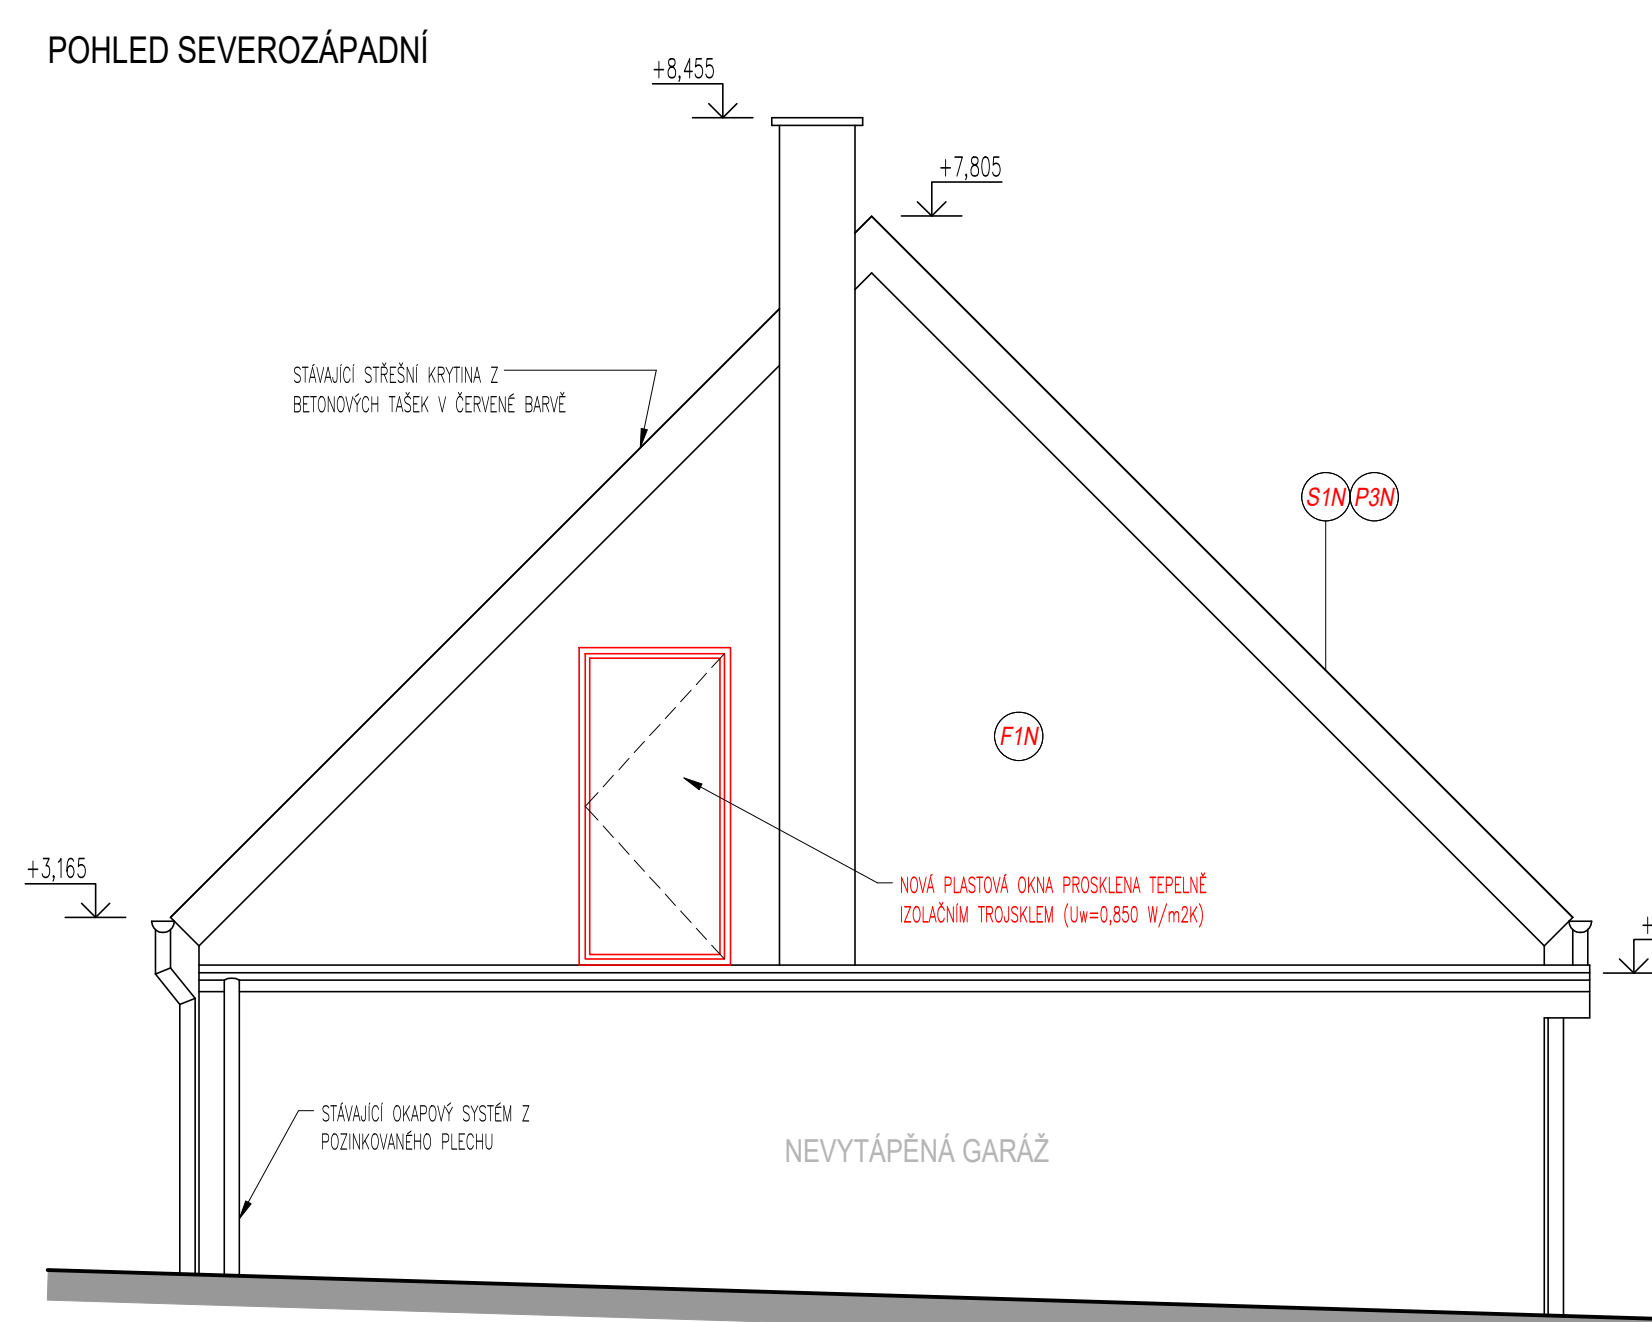 POHLED SEVEROZÁPADNÍ
+8,455
+7,805
STÁVAJÍCÍ STŘEŠNÍ KRYTINA Z
BETONOVÝCH TAŠEK V ČERVENÉ BARVĚ
S1N P3N
F1N
+3,165
NOVÁ PLASTOVÁ OKNA PROSKLENA TEPELNĚ
IZOLAČNÍM TROJSKLEM (Uw=0,850 W/m2K)
+
STÁVAJÍCÍ OKAPOVÝ SYSTÉM Z
POZINKOVANÉHO PLECHU
NEVYTÁPĚNÁ GARÁŽ